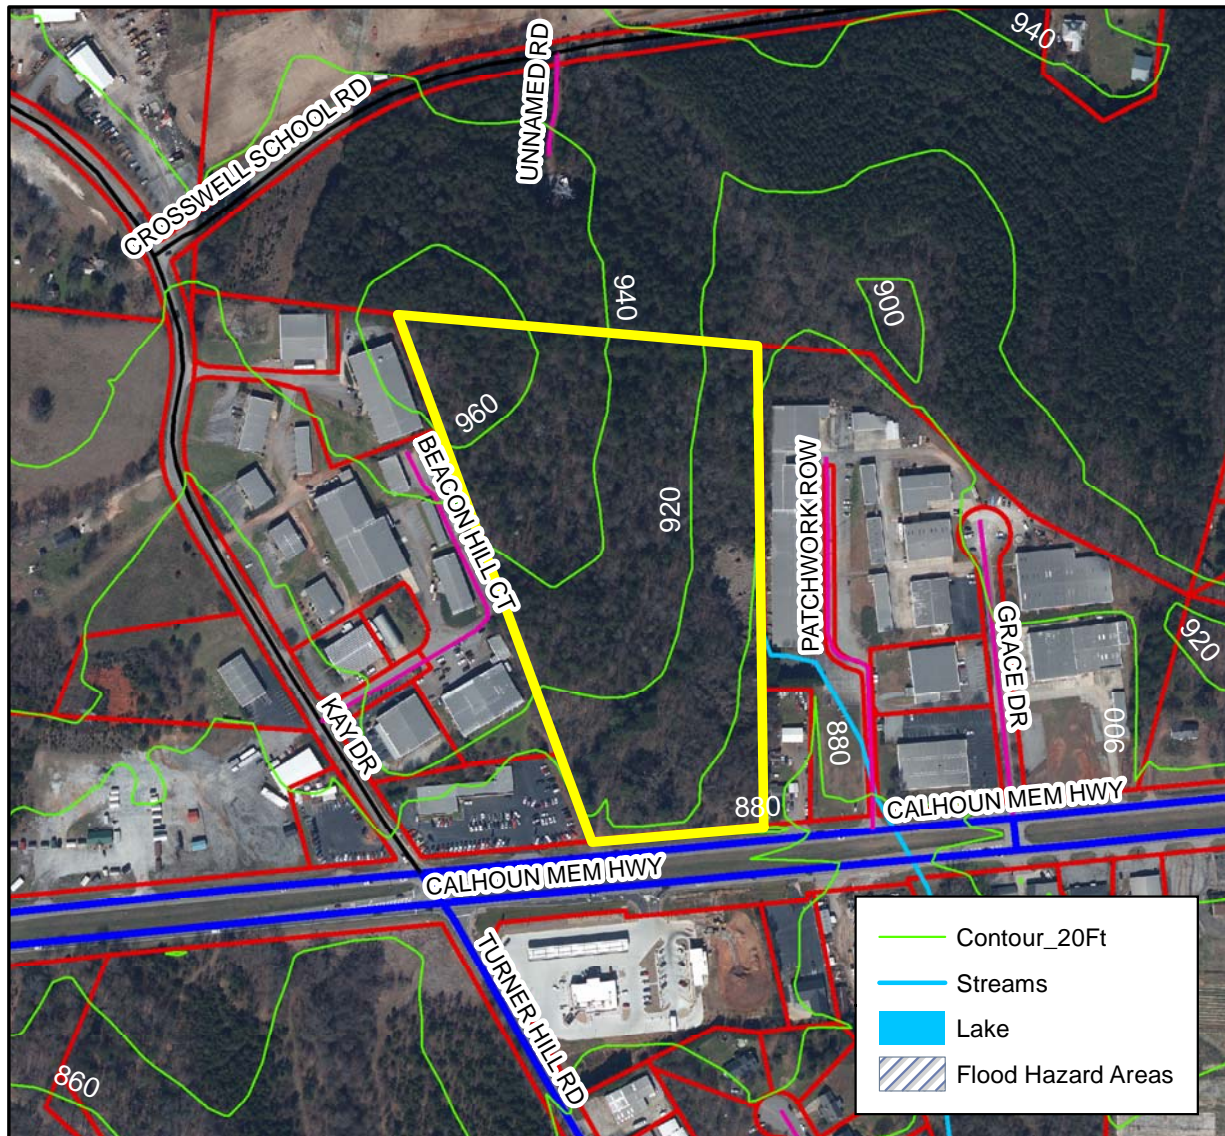 940
UNNAMED RD
CROSSWELL SCHOOL RD
940
900
960
BEACON HILL CT
920
PATCHWORK ROW
GRACE DR
920
KAY DR
880
900
880
CALHOUN MEM HWY
CALHOUN MEM HWY
TURNER HILL RD
860
Contour_20Ft
Streams
Lake
Flood Hazard Areas